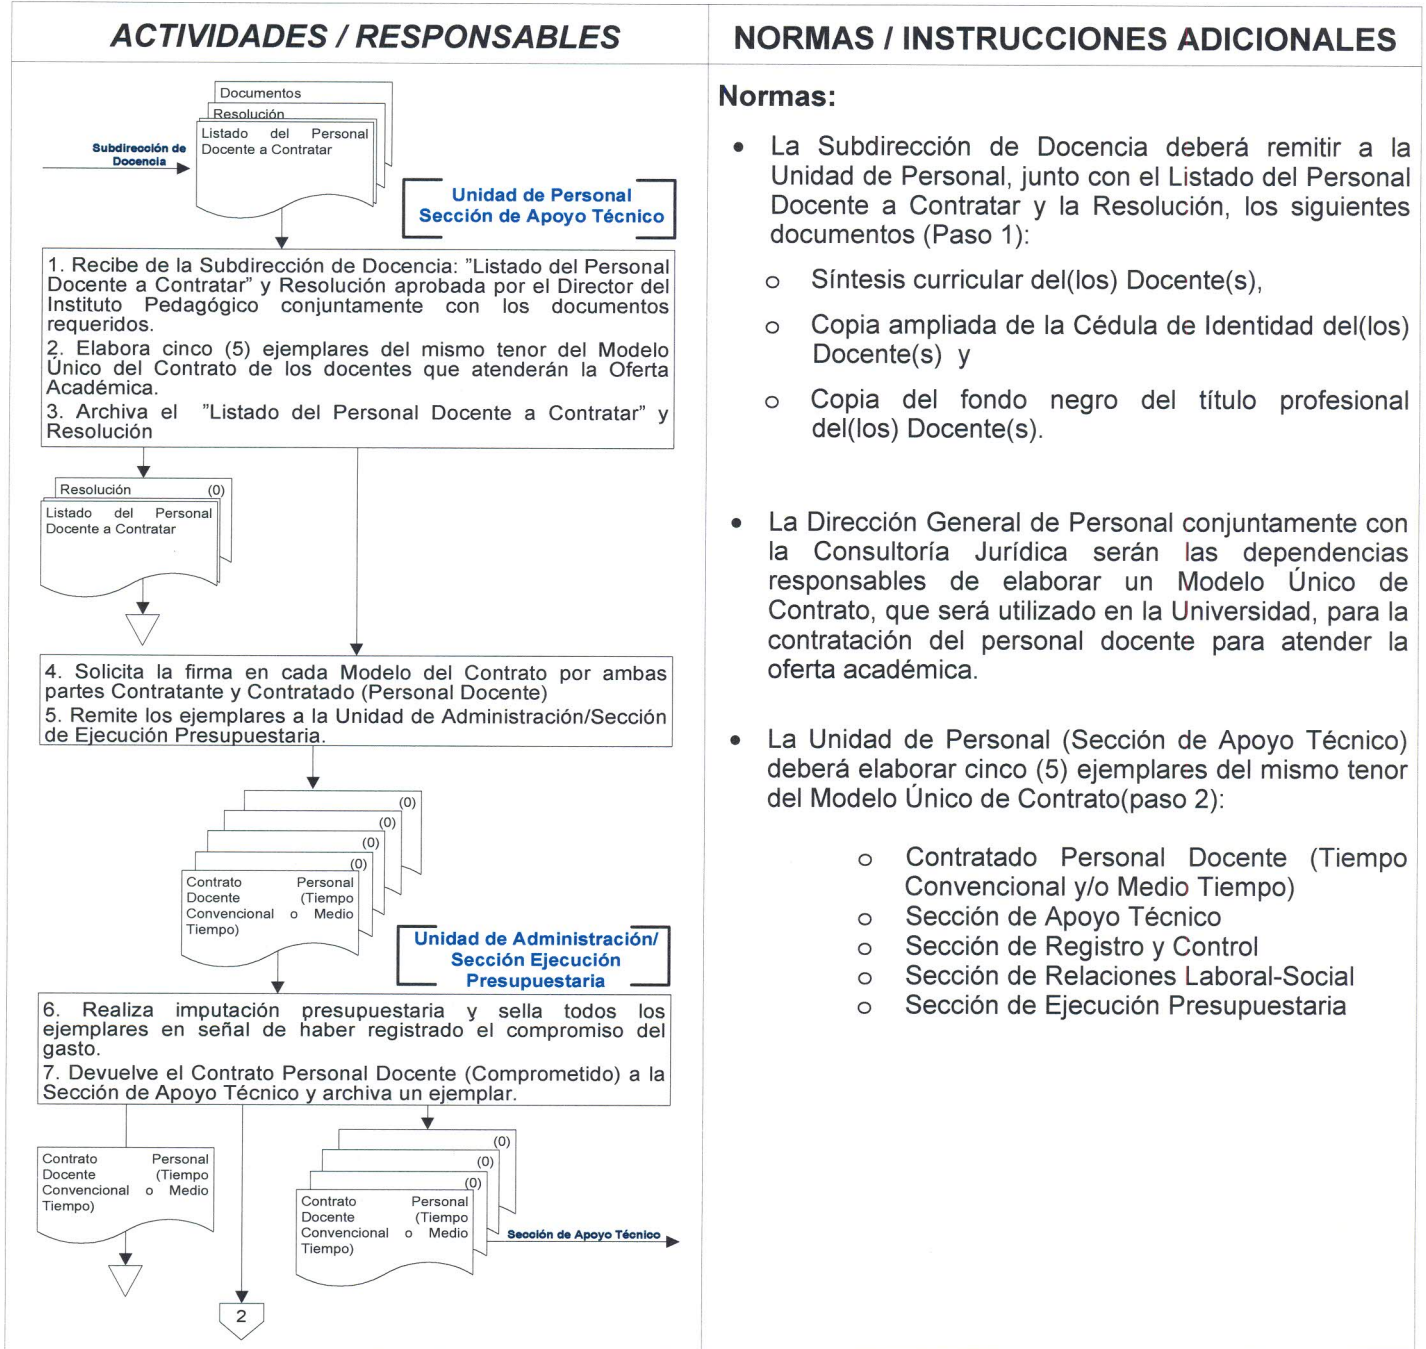 ACTIVIDADES / RESPONSABLES
Documentos
Resolución
Listado del Personal
Docente a Contratar
Subdirección de
Docencia
Unidad de Personal
Sección de Apoyo Técnico
1. Recibe de la Subdirección de Docencia: ”Listado del Personal
Docente a Contratar” y Resolución aprobada por el Director del
Instituto Pedagógico conjuntamente con los documentos
requeridos.
2. Elabora cinco (5) ejemplares del mismo tenor del Modelo
Único del Contrato de los docentes que atenderán la Oferta
Académica.
3. Archiva el ”Listado del Personal Docente a Contratar” y
Resolución
Resolución (0)
Listado del Personal
Docente a Contratar
4. Solicita la firma en cada Modelo del Contrato por ambas
partes Contratante y Contratado (Personal Docente)
5. Remite los ejemplares a la Unidad de Administración/Sección
de Ejecución Presupuestaria.
(0)
(0)
(0)
(0)
Contrato Personal
Docente (Tiempo
Convencional o Medio
Tiempo)
Unidad de Administración/
Sección Ejecución
Presupuestaria
6. Realiza imputación presupuestaria y sella todos los
ejemplares en señal de haber registrado el compromiso del
gasto.
7. Devuelve el Contrato Personal Docente (Comprometido) a la
Sección de Apoyo Técnico y archiva un ejemplar.
Contrato Personal
Docente (Tiempo
Convencional o Medio
Tiempo)
(0)
(0)
(0)
Contrato Personal
Docente (Tiempo
Convencional o Medio
Tiempo)
Sección de Apoyo Técnico
2
NORMAS / INSTRUCCIONES ADICIONALES
Normas:
• La Subdirección de Docencia deberá remitir a la
Unidad de Personal, junto con el Listado del Personal
Docente a Contratar y la Resolución, los siguientes
documentos (Paso 1):
o Síntesis curricular del(los) Docente(s),
o Copia ampliada de la Cédula de Identidad del(los)
Docente(s) y
o Copia del fondo negro del título profesional
del(los) Docente(s).
• La Dirección General de Personal conjuntamente con
la Consultoría Jurídica serán las dependencias
responsables de elaborar un Modelo Único de
Contrato, que será utilizado en la Universidad, para la
contratación del personal docente para atender la
oferta académica.
• La Unidad de Personal (Sección de Apoyo Técnico)
deberá elaborar cinco (5) ejemplares del mismo tenor
del Modelo Único de Contrato(paso 2):
o Contratado Personal Docente (Tiempo
Convencional y/o Medio Tiempo)
o Sección de Apoyo Técnico
o Sección de Registro y Control
o Sección de Relaciones Laboral-Social
o Sección de Ejecución Presupuestaria